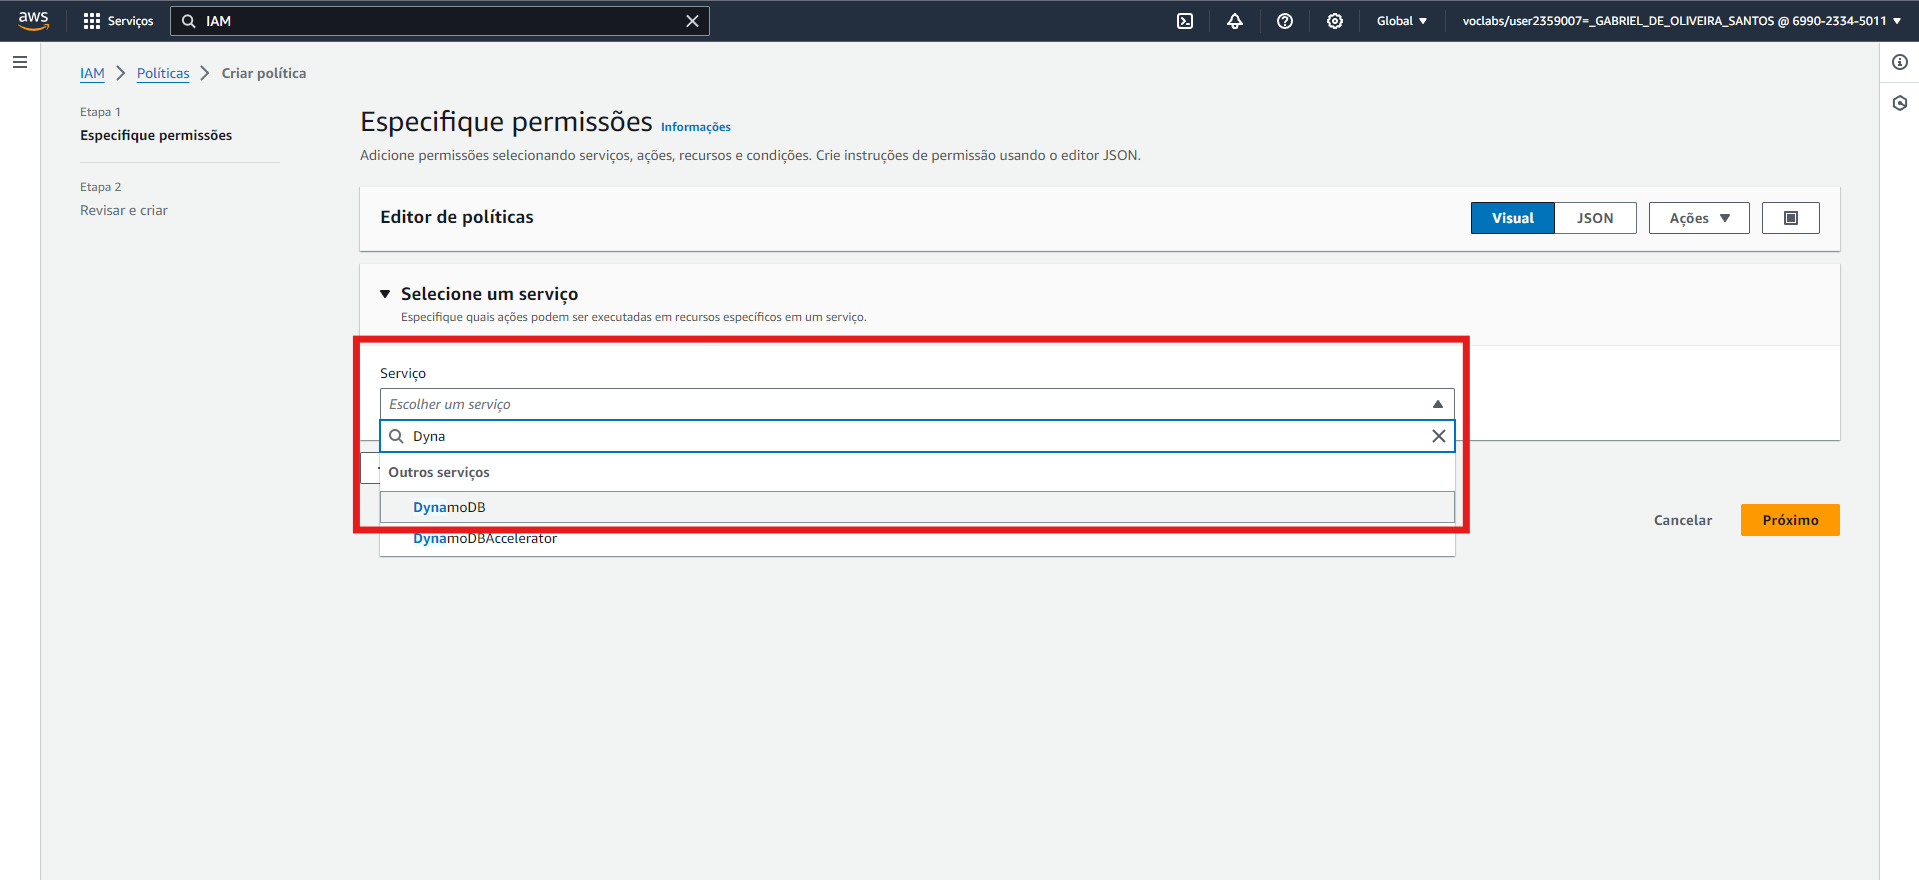 aws Serviços IAM Global voclabs/user2359007=_GABRIEL_DE_OLIVEIRA_SANTOS @ 6990-2334-5011
IAM Políticas Criar política
Etapa 1
Especifique permissões
Etapa 2
Revisar e criar
Especifique permissões Informações
Adicione permissões selecionando serviços, ações, recursos e condições. Crie instruções de permissão usando o editor JSON.
Editor de políticas
Visual JSON Ações
Selecione um serviço
Especifique quais ações podem ser executadas em recursos específicos em um serviço.
Serviço
Escolher um serviço
Dyna
Outros serviços
DynamoDB
DynamoDBAccelerator
Cancelar Próximo